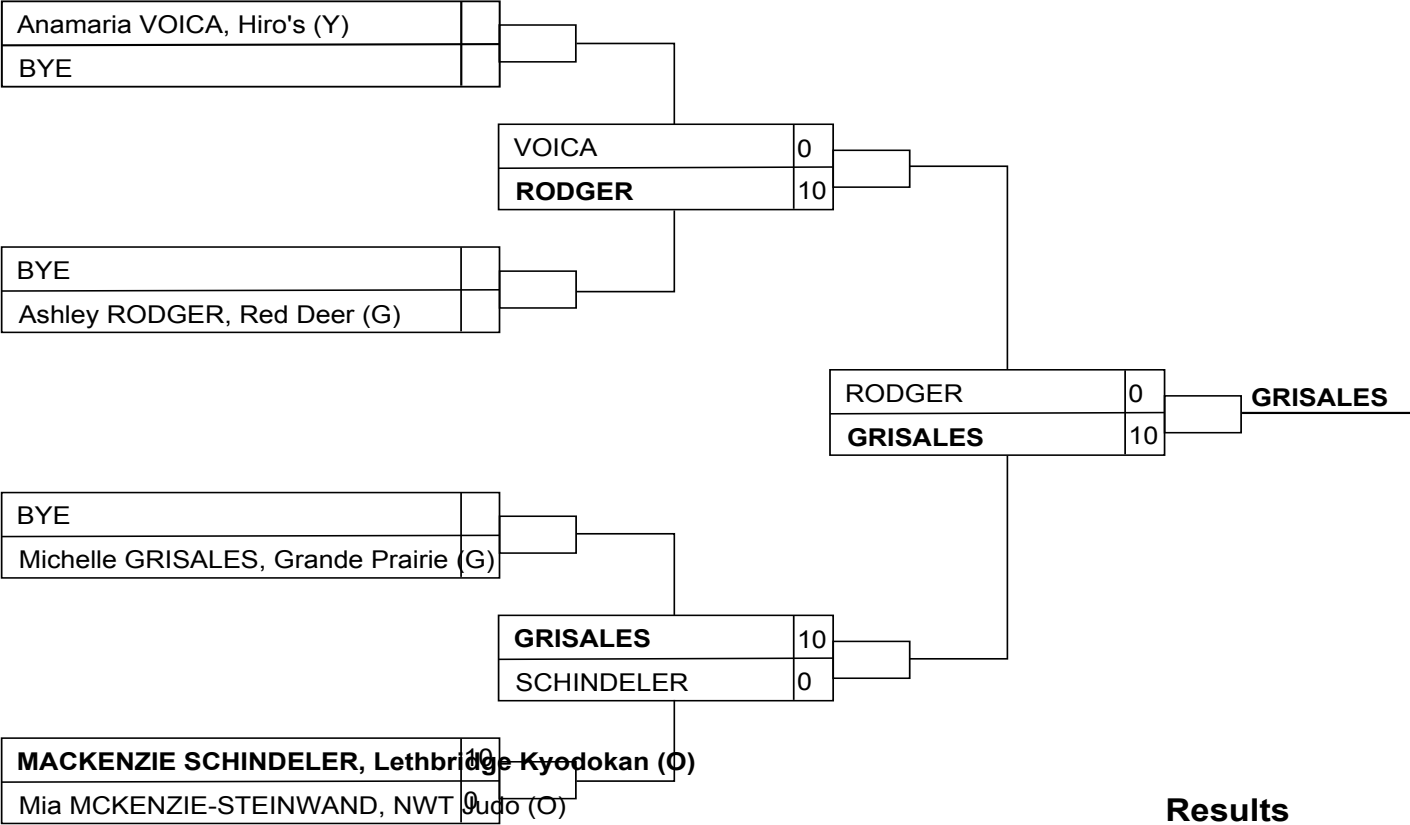 Anamaria VOICA, Hiro's (Y)
BYE
VOICA 0
RODGER 10
BYE
Ashley RODGER, Red Deer (G)
RODGER 0
GRISALES 10
GRISALES
BYE
Michelle GRISALES, Grande Prairie (G)
GRISALES 10
SCHINDELER 0
MACKENZIE SCHINDELER, Lethbridge Kyodokan (O) 10
Mia MCKENZIE-STEINWAND, NWT Judo (O) 0
Results